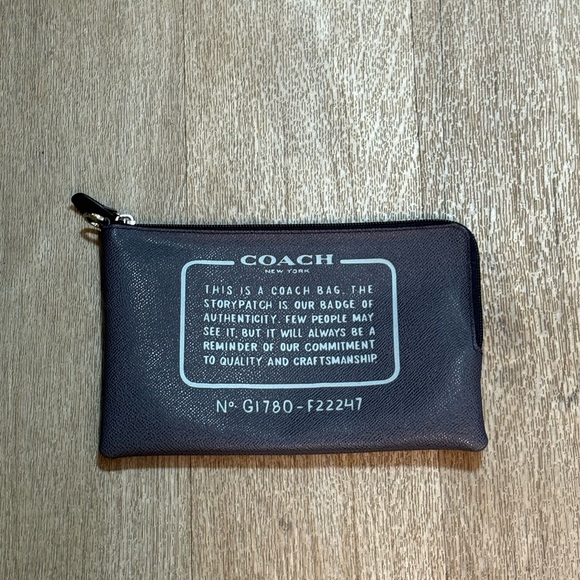 COACH
NEW YORK
THIS IS A COACH BAG. THE
STORYPATCH IS OUR BADGE OF
AUTHENTICITY. FEW PEOPLE MAY
SEE IT, BUT IT WILL ALWAYS BE A
REMINDER OF OUR COMMITMENT
TO QUALITY AND CRAFTSMANSHIP
Nº. G1780-F22247